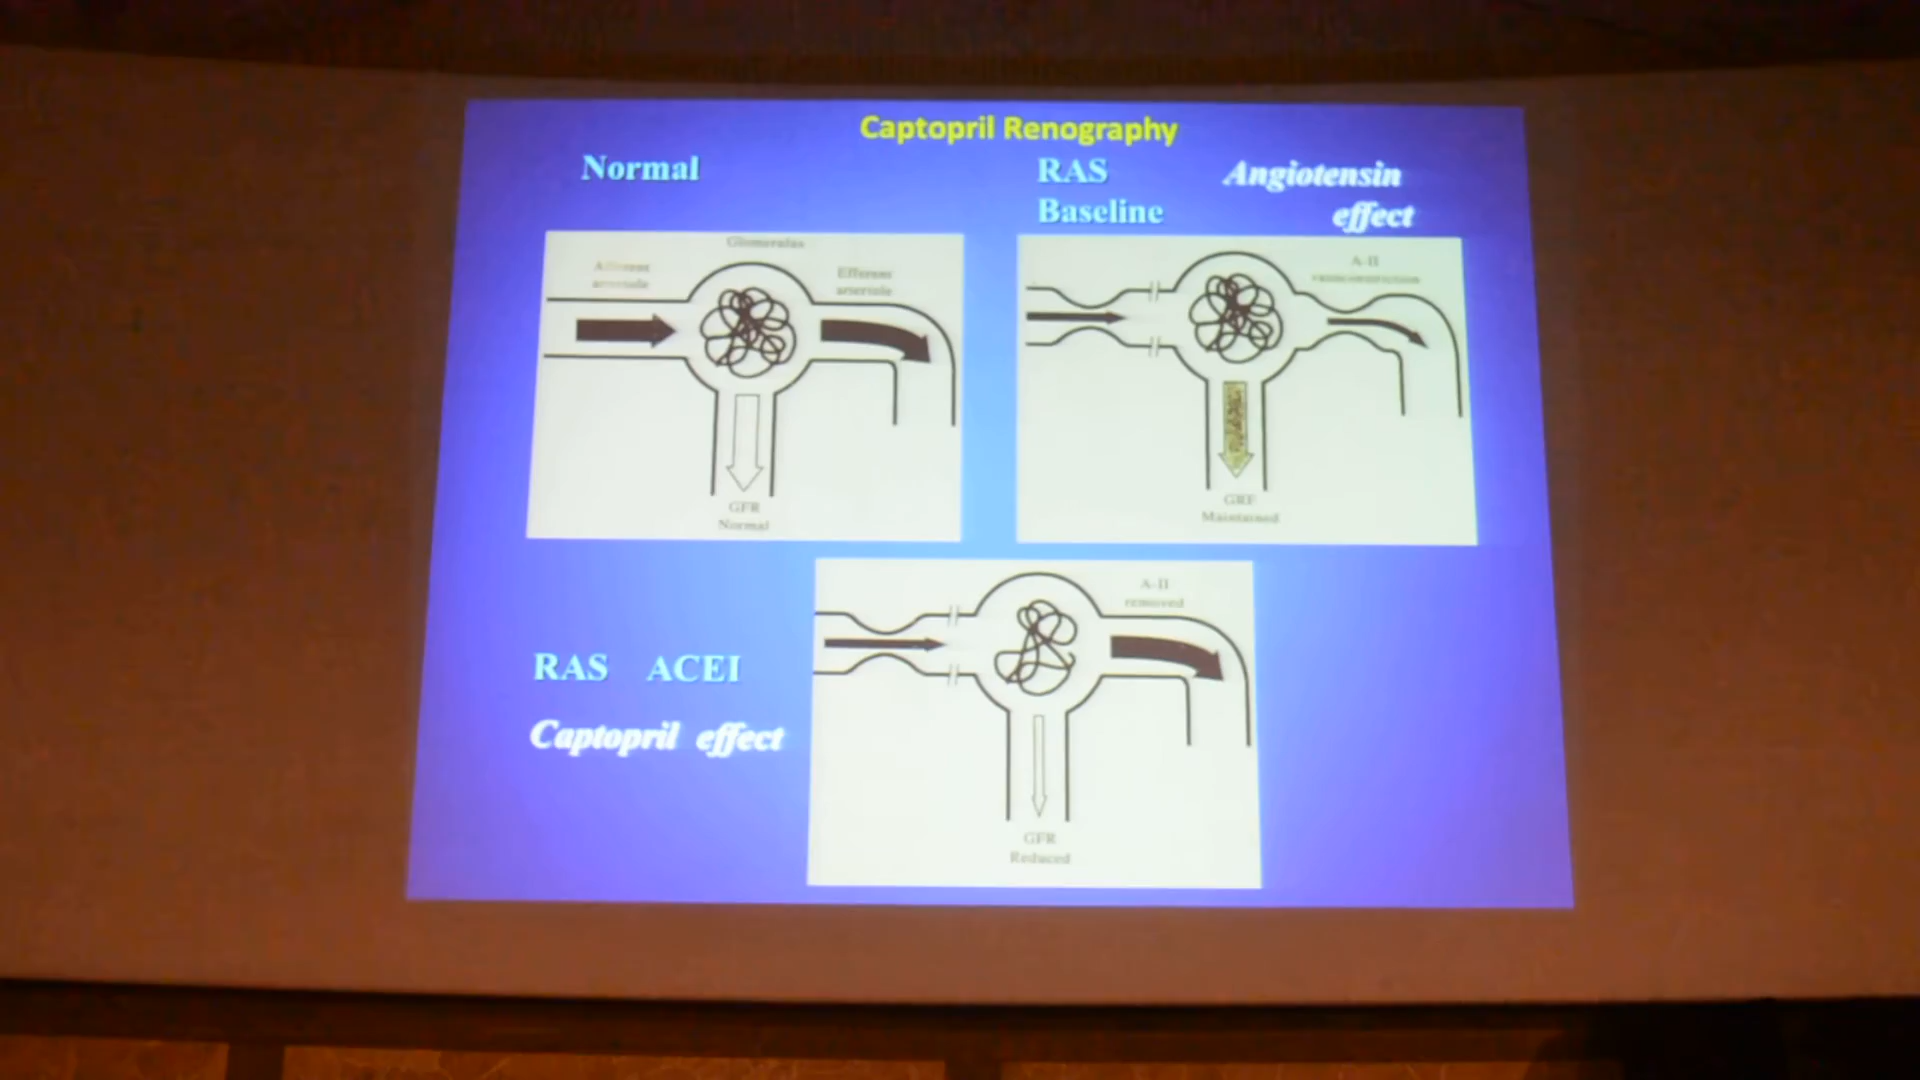 Captopril Renography
Normal
RAS
Baseline
Angiotensin
effect
Glomerulus
Afferent
arteriole
Efferent
arteriole
GFR
Normal
A-II
vasoconstriction
GRF
Maintained
RAS ACEI
Captopril effect
A-II
removed
GFR
Reduced